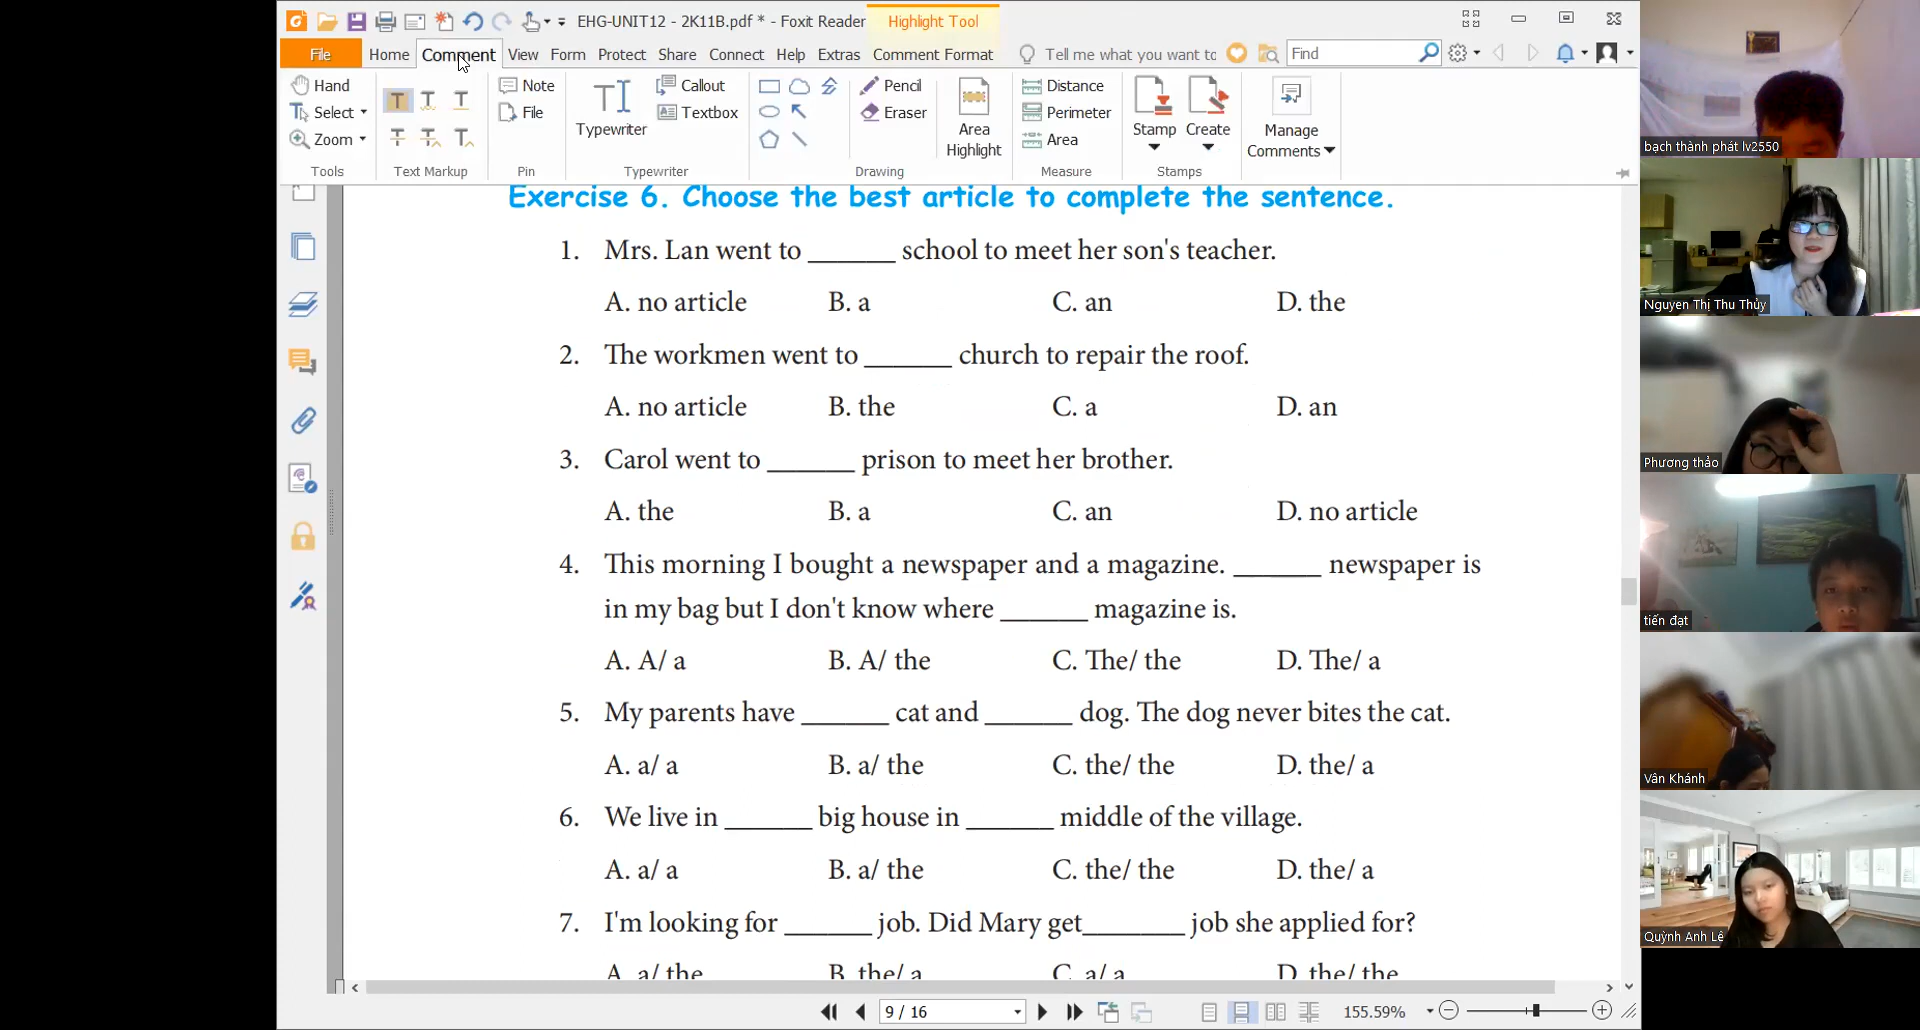 EHG-UNIT12 - 2K11B.pdf * - Foxit Reader
Highlight Tool
File Home Comment View Form Protect Share Connect Help Extras Comment Format Tell me what you want to Find
Hand
Select
Zoom
Tools
Text Markup
Note
File
Pin
Typewriter
Callout
Textbox
Typewriter
Pencil
Eraser
Area Highlight
Drawing
Distance
Perimeter
Area
Measure
Stamp
Create
Stamps
Manage Comments
Exercise 6. Choose the best article to complete the sentence.
1. Mrs. Lan went to ______ school to meet her son's teacher.
A. no article B. a C. an D. the
2. The workmen went to ______ church to repair the roof.
A. no article B. the C. a D. an
3. Carol went to ______ prison to meet her brother.
A. the B. a C. an D. no article
4. This morning I bought a newspaper and a magazine. ______ newspaper is
in my bag but I don't know where ______ magazine is.
A. A/ a B. A/ the C. The/ the D. The/ a
5. My parents have ______ cat and ______ dog. The dog never bites the cat.
A. a/ a B. a/ the C. the/ the D. the/ a
6. We live in ______ big house in ______ middle of the village.
A. a/ a B. a/ the C. the/ the D. the/ a
7. I'm looking for ______ job. Did Mary get_______ job she applied for?
A. a/ the B. the/ a C. a/ a D. the/ the
9 / 16
155.59%
bạch thành phát lv2550
Nguyen Thị Thu Thủy
Phương thảo
tiến đạt
Vân Khánh
Quỳnh Anh Lê